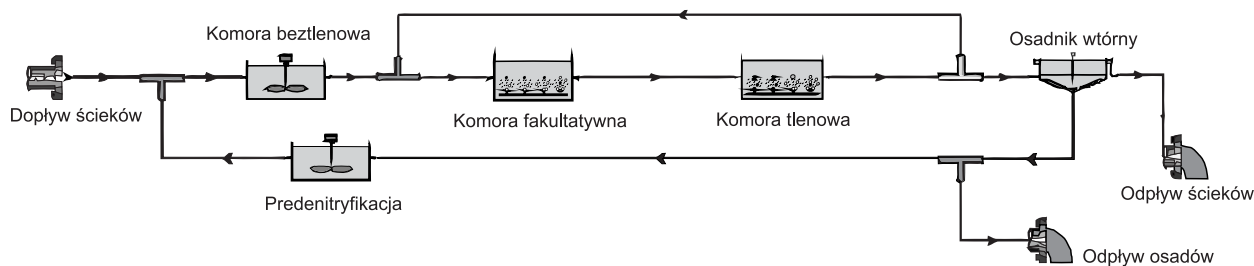 Komora beztlenowa
Osadnik wtórny
Dopływ ścieków
Komora fakultatywna
Komora tlenowa
Predenitryfikacja
Odpływ ścieków
Odpływ osadów